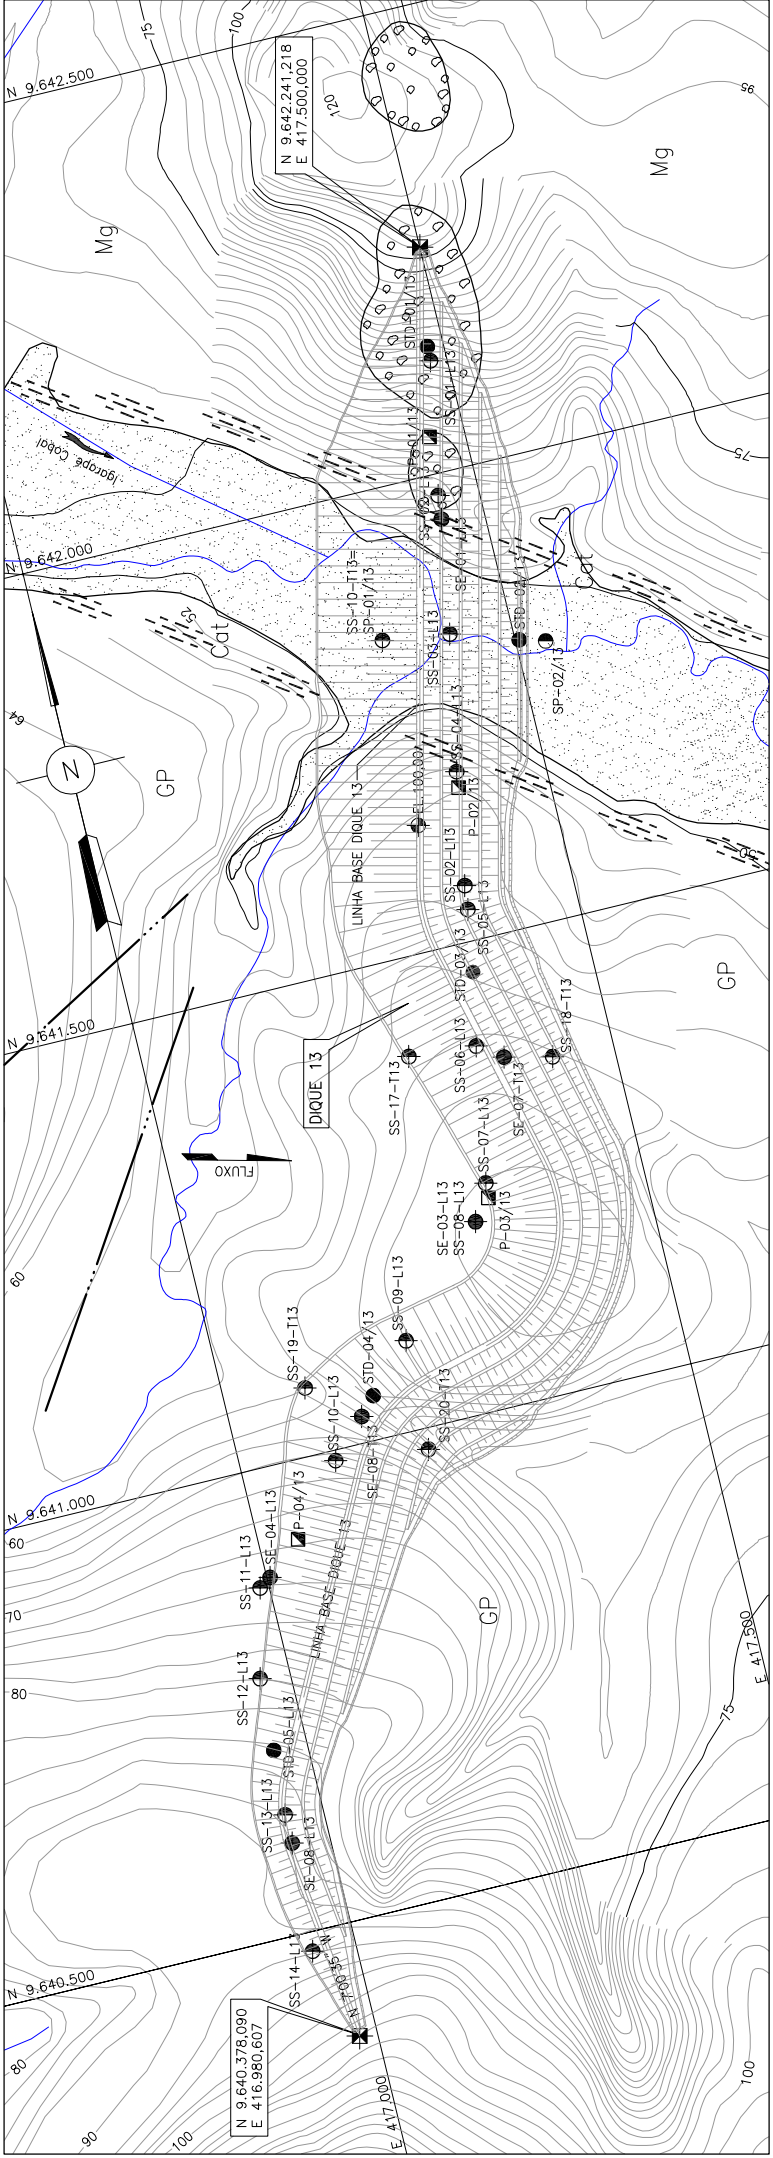 N 9.642.500
75
100
120
N 9.642.241,218
E 417.500,000
95
Mg
Mg
STD-01/13
SS-01-L13
Igarapé Cobal
75
N 9.642.000
SS-10-T13=
SP-01/13
52
Cat
Cat
STD-02/13
SS-03-L13
SP-02/13
64
N
GP
SS-04-L13
P-02/13
EL.100.00
LINHA BASE DIQUE 13
50
SS-02-L13
SS-05-L13
STD-03/13
GP
N 9.641.500
DIQUE 13
SS-17-T13
SS-06-L13
SS-18-T13
SE-07-T13
FLUXO
SS-07-L13
SE-03-L13
SS-08-L13
P-03/13
60
SS-09-L13
SS-19-T13
STD-04/13
SS-10-L13
SE-08-T13
SS-20-T13
N 9.641.000
60
P-04/13
SE-04-L13
SS-11-L13
LINHA BASE DIQUE 13
70
GP
E 417.500
SS-12-L13
80
75
STD-05-L13
SS-13-L13
SE-08-L13
N 9.640.500
SS-14-L13
N 9.640.378,090
E 416.980,607
80
E 417.000
90
100
100